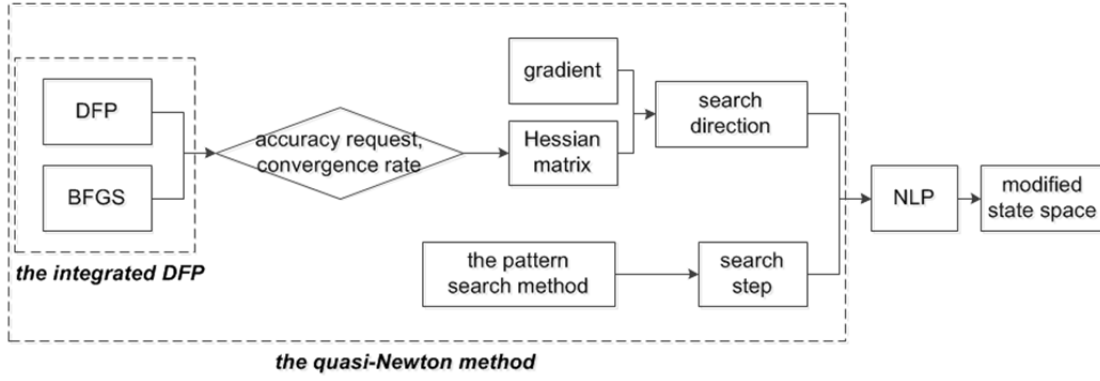 DFP
BFGS
the integrated DFP
accuracy request,
convergence rate
gradient
Hessian
matrix
search
direction
the pattern
search method
search
step
NLP
modified
state space
the quasi-Newton method